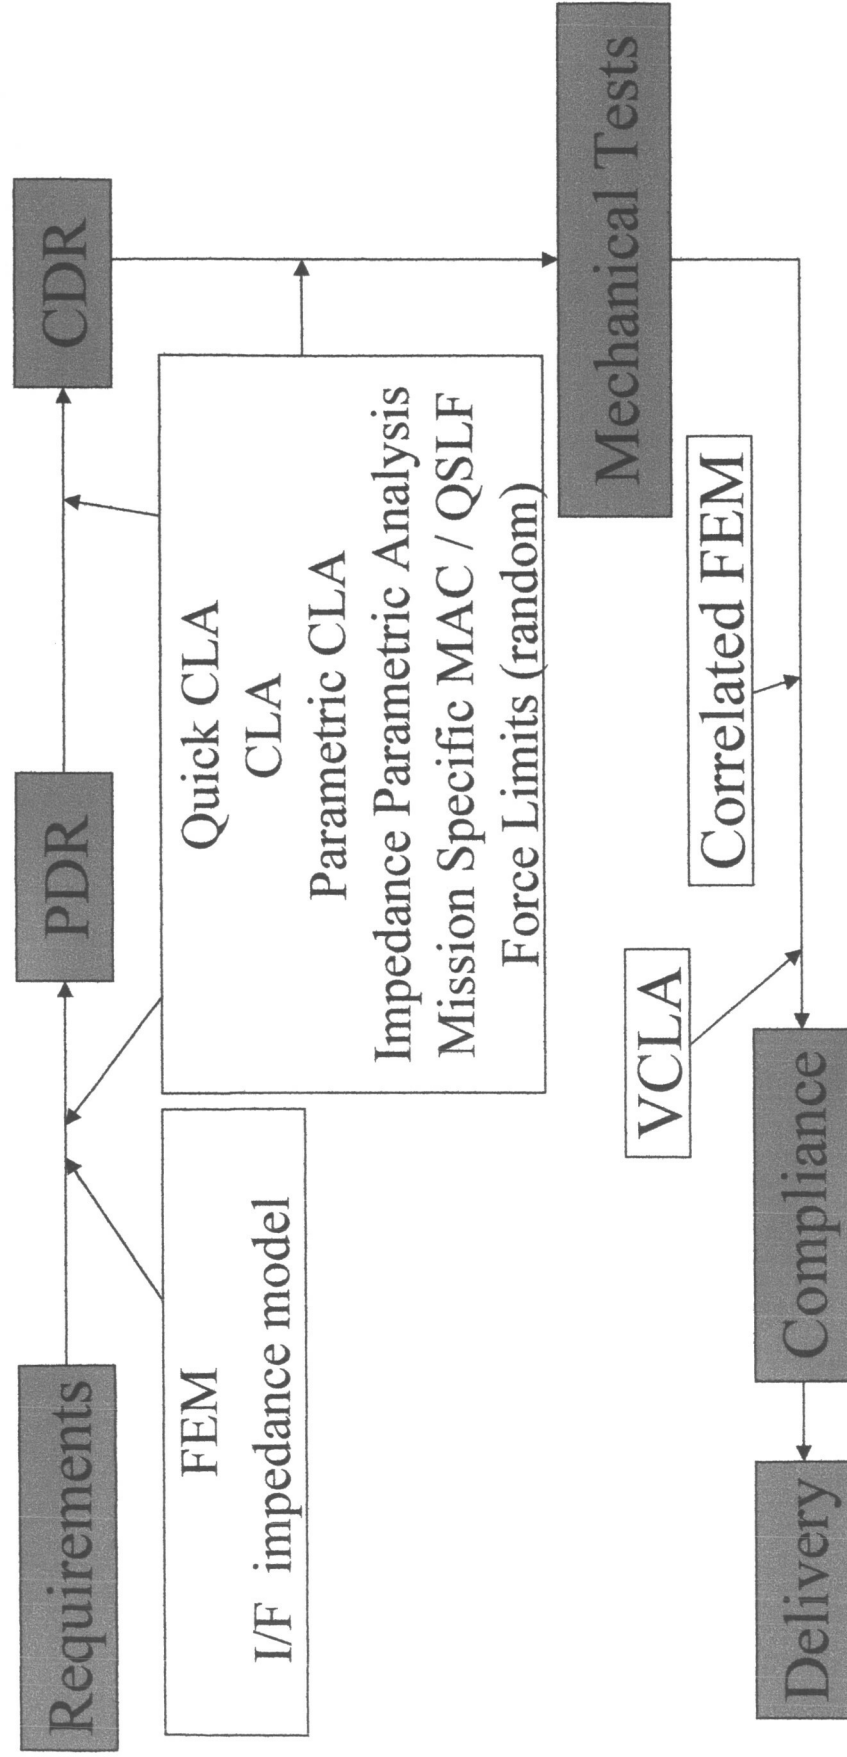 Requirements
PDR
CDR
FEM
I/F impedance model
Quick CLA
CLA
Parametric CLA
Impedance Parametric Analysis
Mission Specific MAC / QSLF
Force Limits (random)
Mechanical Tests
Correlated FEM
VCLA
Compliance
Delivery